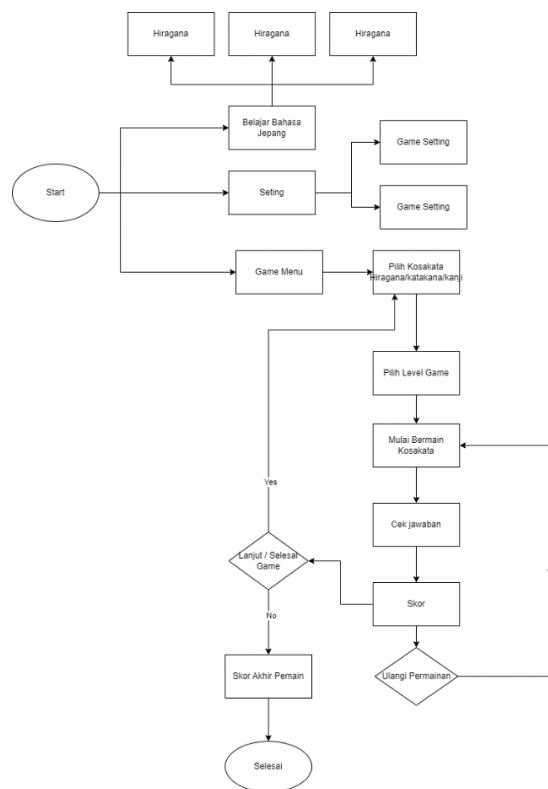 Hiragana
Hiragana
Hiragana
Belajar Bahasa
Jepang
Game Setting
Start
Seting
Game Setting
Game Menu
Pilih Kosakata
Hiragana/katakana/kanji
Pilih Level Game
Mulai Bermain
Kosakata
Yes
Cek jawaban
Lanjut / Selesai
Game
Skor
No
Skor Akhir Pemain
Ulangi Permainan
Selesai